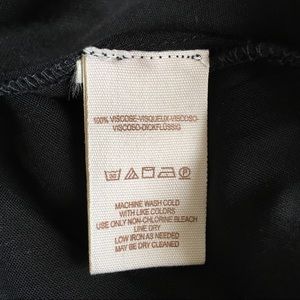 100% VISCOSE-VISQUEUX-VISCOSO-
VISCOSO-DICKFLÜSSIG
MACHINE WASH COLD
WITH LIKE COLORS
USE ONLY NON-CHLORINE BLEACH
LINE DRY
LOW IRON AS NEEDED
MAY BE DRY CLEANED